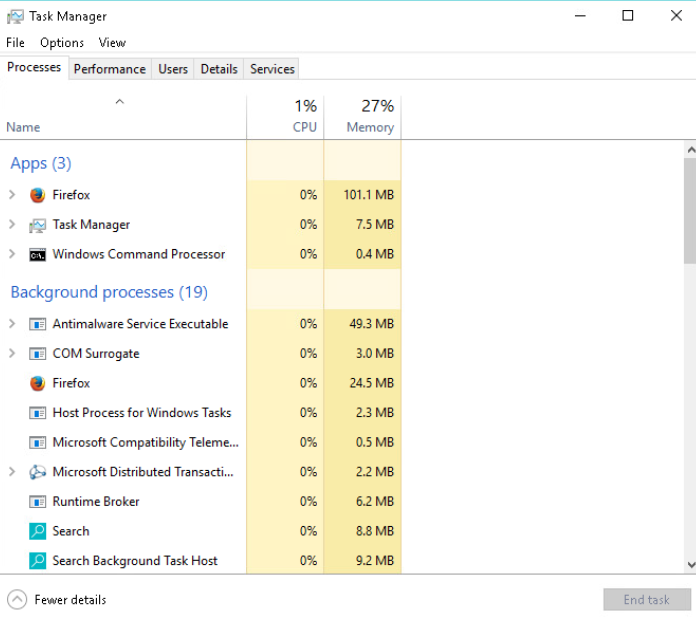 Task Manager
File Options View
Processes Performance Users Details Services
1% 27%
Name CPU Memory
Apps (3)
Firefox 0% 101.1 MB
Task Manager 0% 7.5 MB
Windows Command Processor 0% 0.4 MB
Background processes (19)
Antimalware Service Executable 0% 49.3 MB
COM Surrogate 0% 3.0 MB
Firefox 0% 24.5 MB
Host Process for Windows Tasks 0% 2.3 MB
Microsoft Compatibility Teleme... 0% 0.5 MB
Microsoft Distributed Transacti... 0% 2.2 MB
Runtime Broker 0% 6.2 MB
Search 0% 8.8 MB
Search Background Task Host 0% 9.2 MB
Fewer details End task